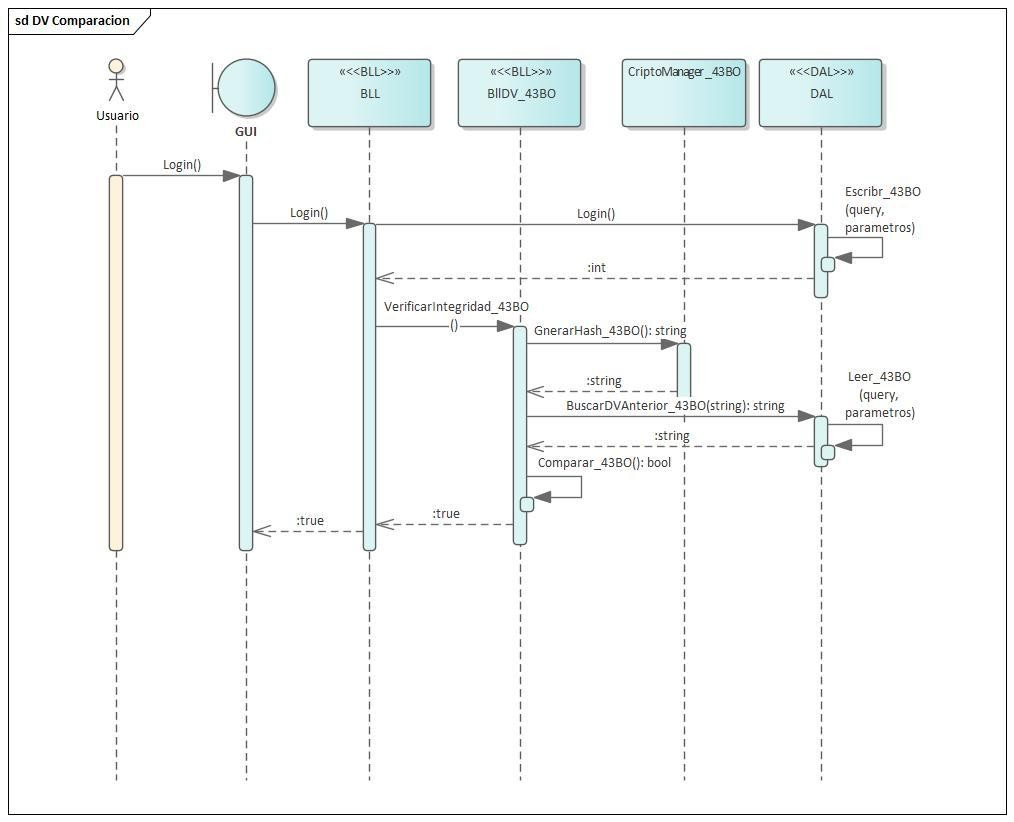 sd DV Comparacion
Usuario
GUI
«<<BLL>>»
BLL
«<<BLL>>»
BllDV_43BO
CriptoManager_43BO
«<<DAL>>»
DAL
Login()
Login()
Login()
Escribr_43BO
(query,
parametros)
:int
VerificarIntegridad_43BO
()
GnerarHash_43BO(): string
:string
BuscarDVAnterior_43BO(string): string
Leer_43BO
(query,
parametros)
:string
Comparar_43BO(): bool
:true
:true